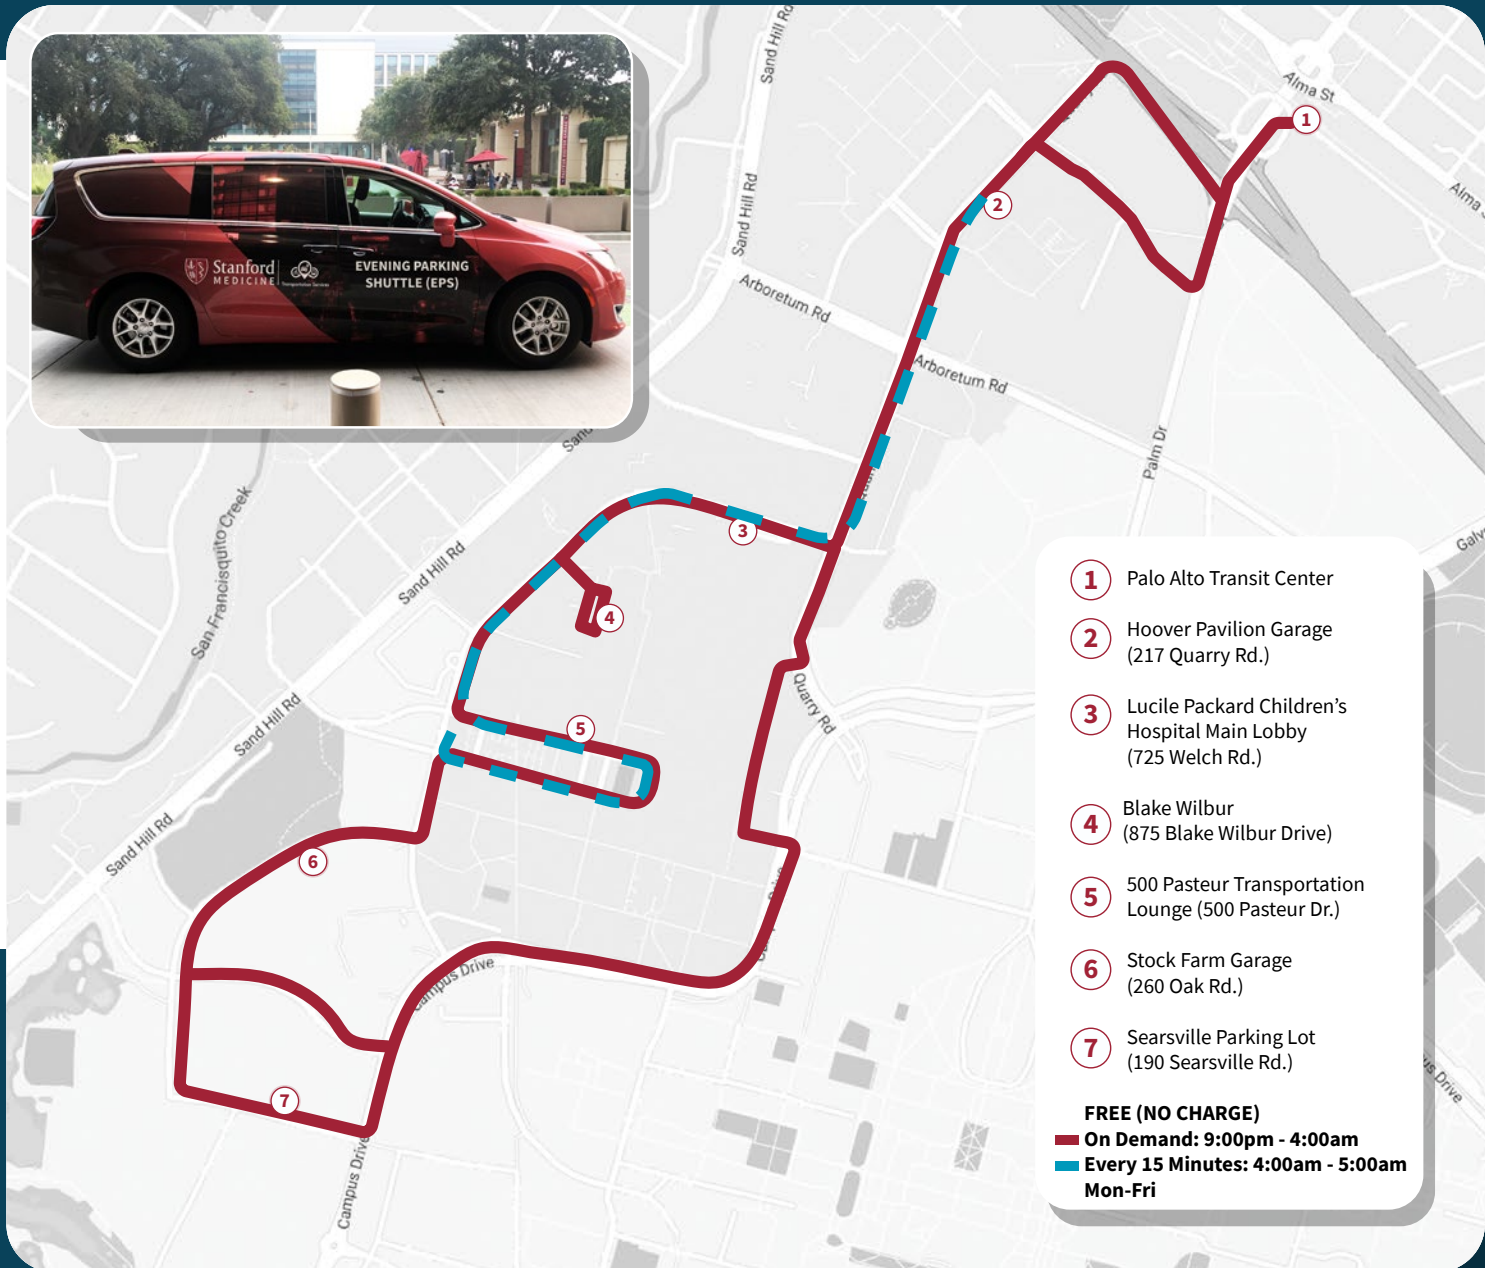 Stanford
MEDICINE
Transportation Services
EVENING PARKING
SHUTTLE (EPS)
Sand Hill Rd
Sand Hill Rd
Alma St
Alma
1
2
Arboretum Rd
Arboretum Rd
Palm Dr
Sand
San Francisquito Creek
Sand Hill Rd
3
4
Quarry Rd
5
Sand Hill Rd
Sand Hill Rd
6
Campus Drive
7
Campus Drive
1 Palo Alto Transit Center
2 Hoover Pavilion Garage
(217 Quarry Rd.)
3 Lucile Packard Children’s
Hospital Main Lobby
(725 Welch Rd.)
4 Blake Wilbur
(875 Blake Wilbur Drive)
5 500 Pasteur Transportation
Lounge (500 Pasteur Dr.)
6 Stock Farm Garage
(260 Oak Rd.)
7 Searsville Parking Lot
(190 Searsville Rd.)
FREE (NO CHARGE)
On Demand: 9:00pm - 4:00am
Every 15 Minutes: 4:00am - 5:00am
Mon-Fri